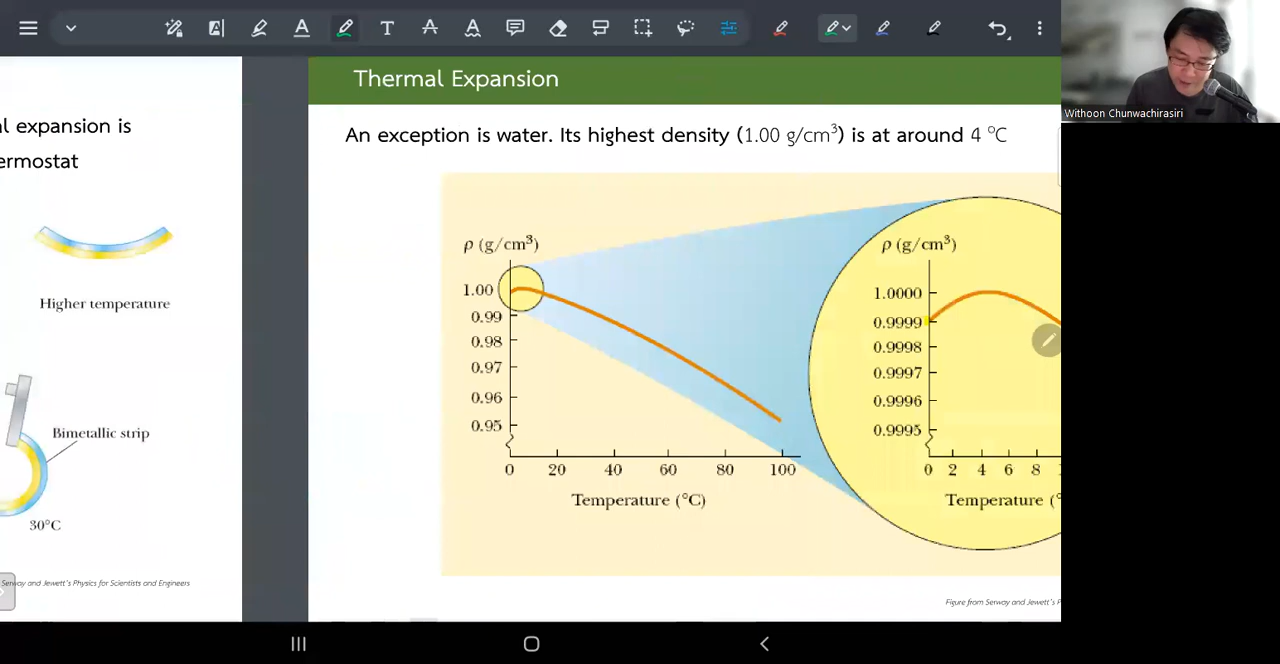 Withoon Chunwachirasiri
Thermal Expansion
l expansion is
ermostat
An exception is water. Its highest density (1.00 g/cm³) is at around 4 °C
Higher temperature
Bimetallic strip
30°C
Serway and Jewett's Physics for Scientists and Engineers
ρ (g/cm³)
1.00
0.99
0.98
0.97
0.96
0.95
0 20 40 60 80 100
Temperature (°C)
ρ (g/cm³)
1.0000
0.9999
0.9998
0.9997
0.9996
0.9995
0 2 4 6 8
Temperature (°
Figure from Serway and Jewett's P